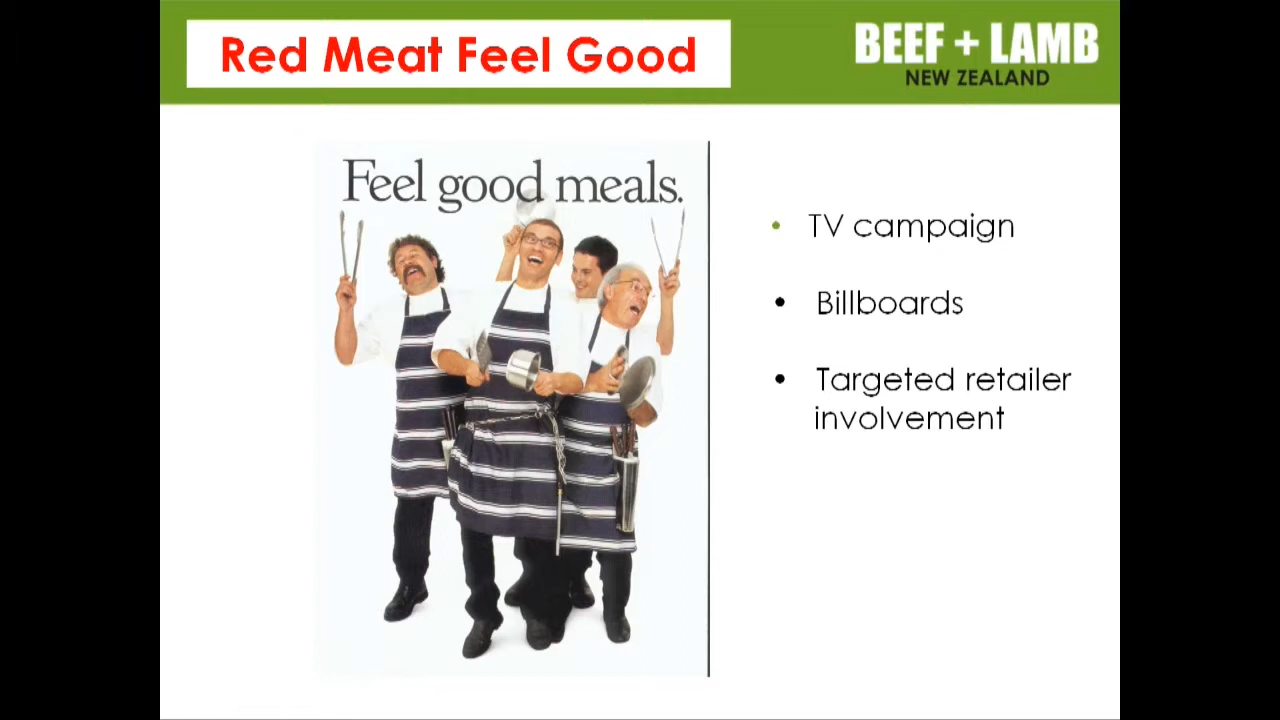 Red Meat Feel Good
BEEF + LAMB
NEW ZEALAND
Feel good meals.
• TV campaign
• Billboards
• Targeted retailer
involvement